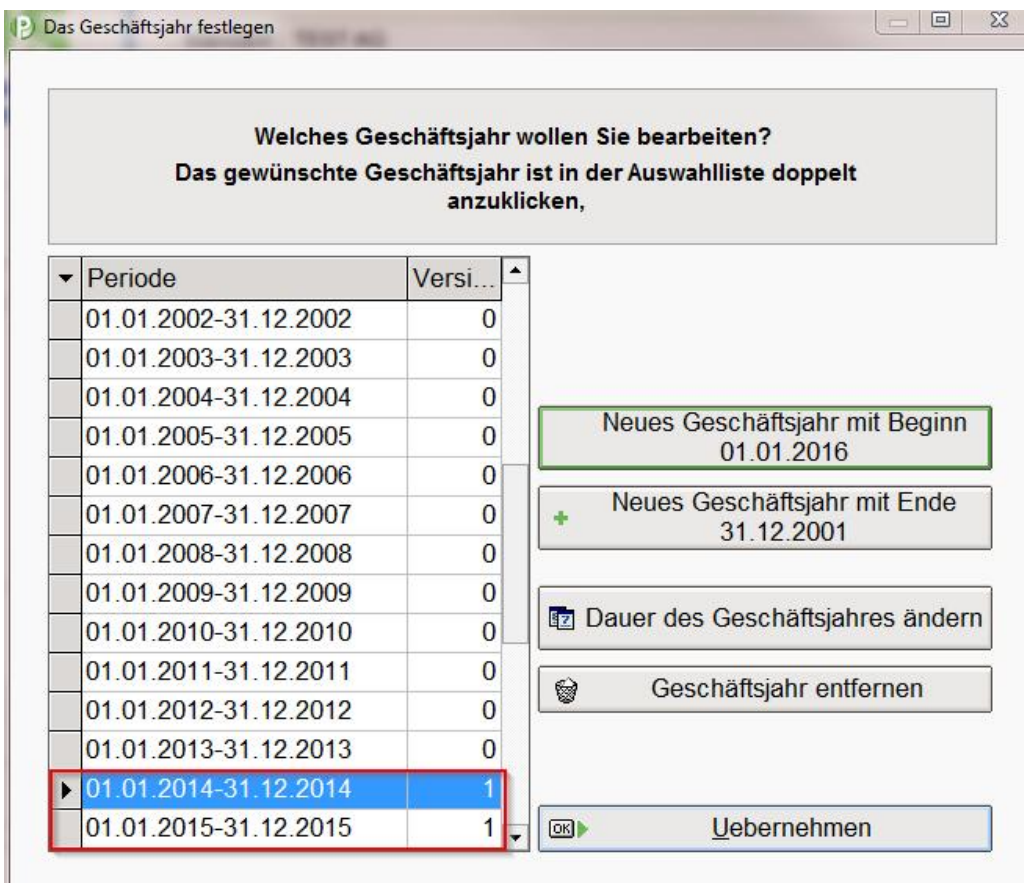 Das Geschäftsjahr festlegen
Welches Geschäftsjahr wollen Sie bearbeiten?
Das gewünschte Geschäftsjahr ist in der Auswahlliste doppelt
anzuklicken,
Periode Versi...
01.01.2002-31.12.2002 0
01.01.2003-31.12.2003 0
01.01.2004-31.12.2004 0
01.01.2005-31.12.2005 0
01.01.2006-31.12.2006 0
01.01.2007-31.12.2007 0
01.01.2008-31.12.2008 0
01.01.2009-31.12.2009 0
01.01.2010-31.12.2010 0
01.01.2011-31.12.2011 0
01.01.2012-31.12.2012 0
01.01.2013-31.12.2013 0
01.01.2014-31.12.2014 1
01.01.2015-31.12.2015 1
Neues Geschäftsjahr mit Beginn
01.01.2016
Neues Geschäftsjahr mit Ende
31.12.2001
Dauer des Geschäftsjahres ändern
Geschäftsjahr entfernen
OK Uebernehmen